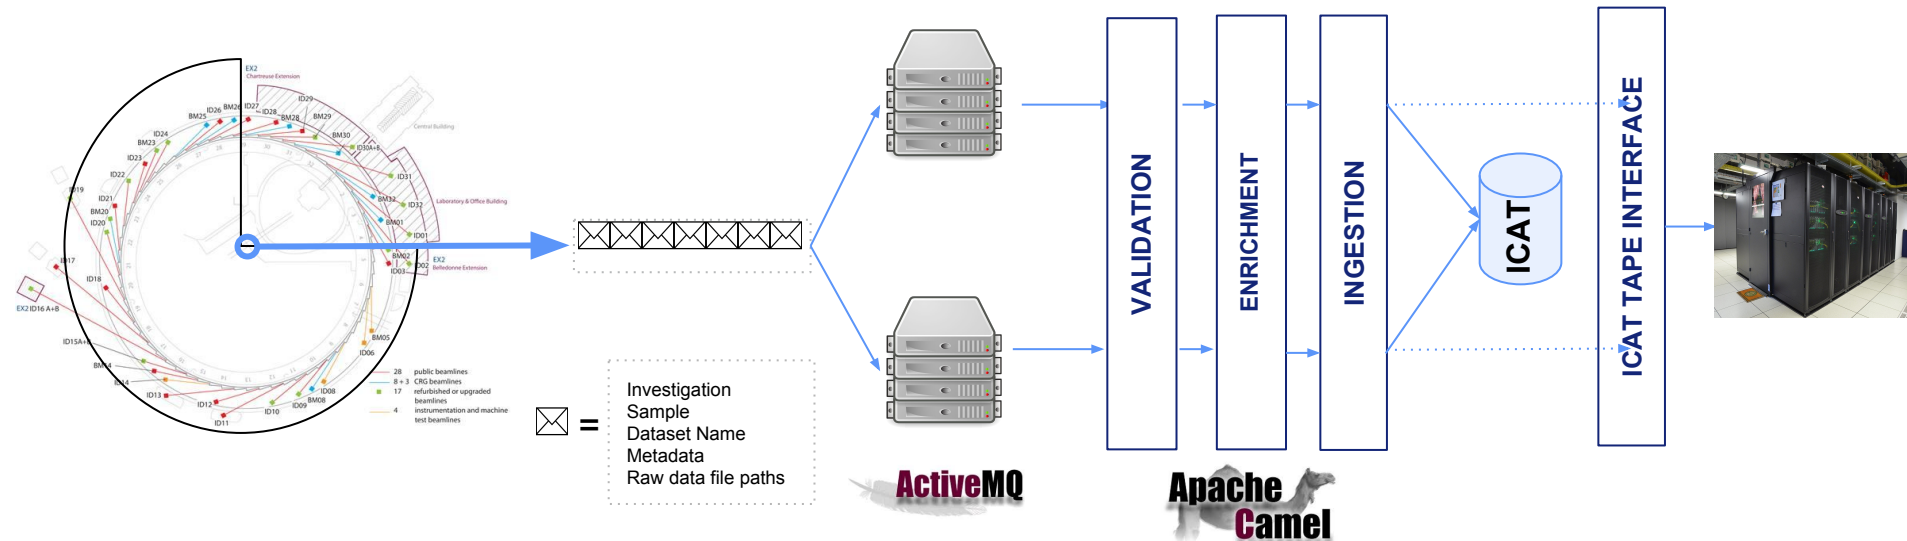 EX2
Chartreuse Extension
ID29
ID27
BM26
ID26
ID28
BM25
BM28
BM29
Central Building
ID24
BM30
BM23
ID30A+B
ID23
ID22
ID31
ID19
ID21
BM32
ID32
Laboratory & Office Building
BM20
BM01
ID20
ID01
BM02
EX2
ID17
ID03
ID02
Belledonne Extension
ID18
EX2 ID16 A+B
BM05
ID15A+B
ID06
BM14
ID14
ID08
ID13
ID12
BM08
ID09
ID10
ID11
28 public beamlines
8 + 3 CRG beamlines
17 refurbished or upgraded
beamlines
4 instrumentation and machine
test beamlines
=
Investigation
Sample
Dataset Name
Metadata
Raw data file paths
ActiveMQ
VALIDATION
ENRICHMENT
INGESTION
Apache
Camel
ICAT
ICAT TAPE INTERFACE